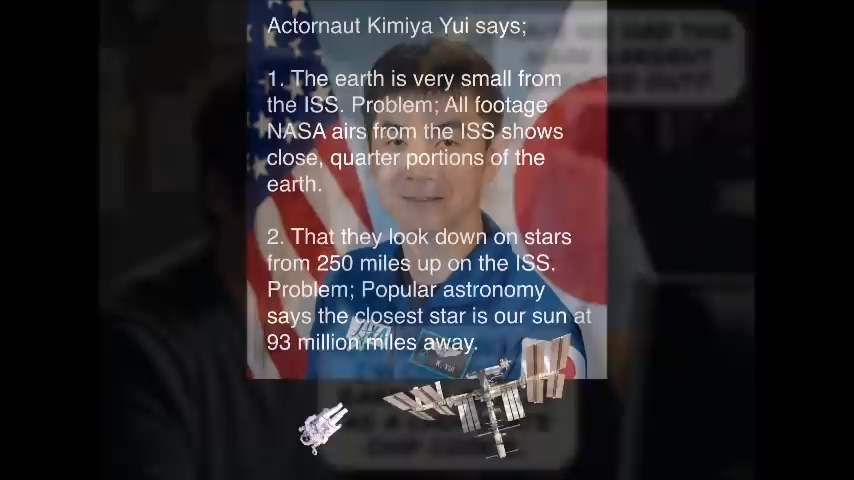 Actornaut Kimiya Yui says;
1. The earth is very small from
the ISS. Problem; All footage
NASA airs from the ISS shows
close, quarter portions of the
earth.
2. That they look down on stars
from 250 miles up on the ISS.
Problem; Popular astronomy
says the closest star is our sun at
93 million miles away.
K. YUI